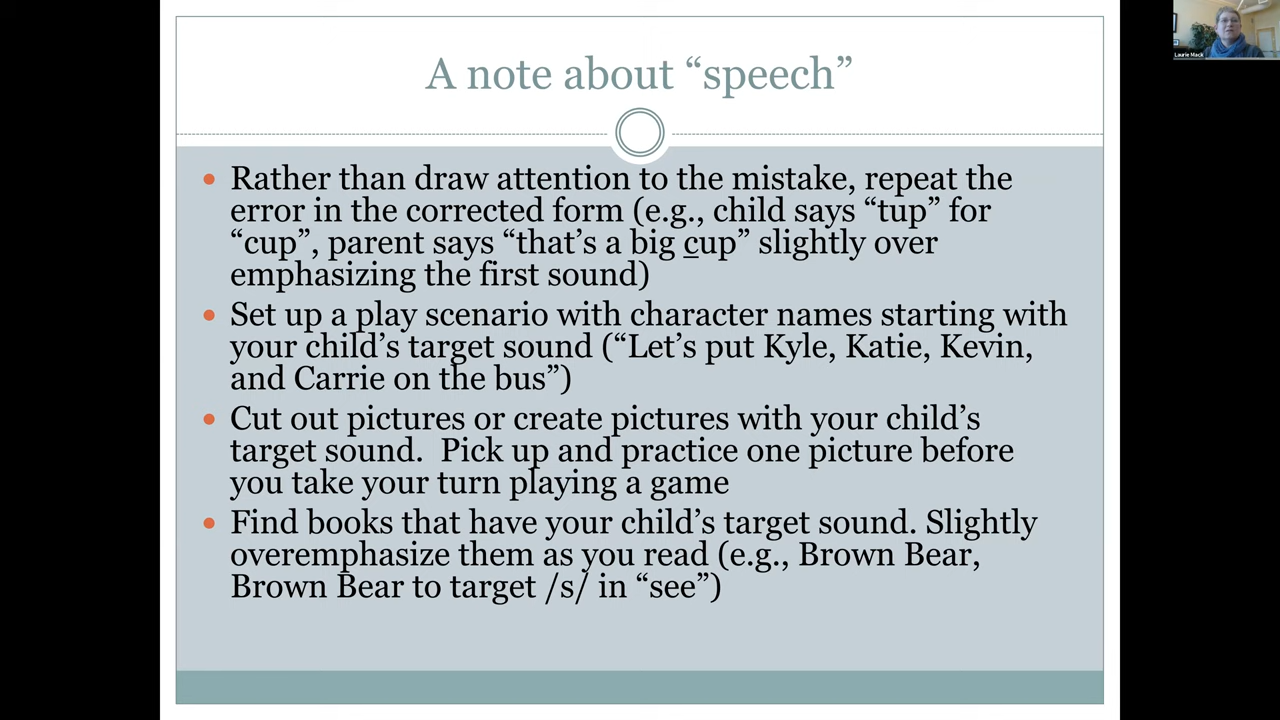 A note about “speech”
• Rather than draw attention to the mistake, repeat the
error in the corrected form (e.g., child says “tup” for
“cup”, parent says “that’s a big cup” slightly over
emphasizing the first sound)
• Set up a play scenario with character names starting with
your child’s target sound (“Let’s put Kyle, Katie, Kevin,
and Carrie on the bus”)
• Cut out pictures or create pictures with your child’s
target sound.  Pick up and practice one picture before
you take your turn playing a game
• Find books that have your child’s target sound. Slightly
overemphasize them as you read (e.g., Brown Bear,
Brown Bear to target /s/ in “see”)
Laurie Mack